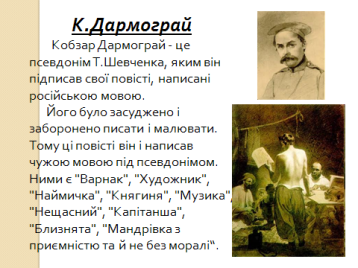 К.Дармограй
Кобзар Дармограй - це
псевдонім Т.Шевченка, яким він
підписав свої повісті, написані
російською мовою.
Його було засуджено і
заборонено писати і малювати.
Тому ці повісті він і написав
чужою мовою під псевдонімом.
Ними є "Варнак", "Художник",
"Наймичка", "Княгиня", "Музика",
"Нещасний", "Капітанша",
"Близнята", "Мандрівка з
приємністю та й не без моралі“.